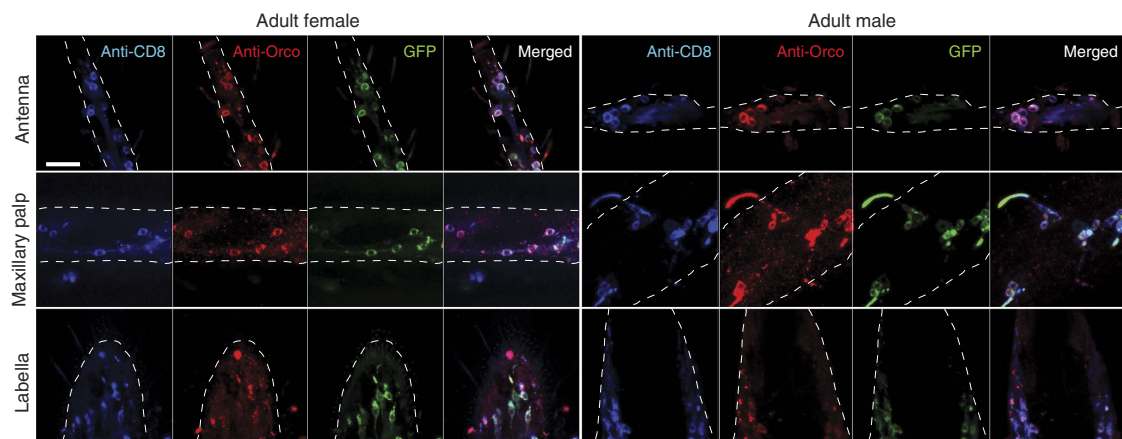 Adult female
Adult male
Anti-CD8
Anti-Orco
GFP
Merged
Anti-CD8
Anti-Orco
GFP
Merged
Antenna
Maxillary palp
Labella